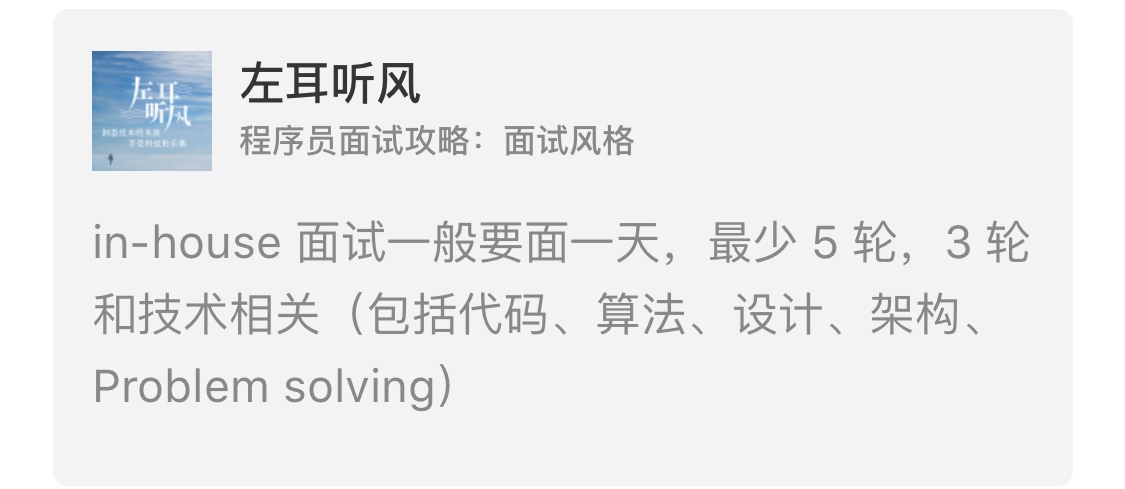 左耳听风
洞悉技术的本质
享受科技的乐趣
左耳听风
程序员面试攻略：面试风格
in-house 面试一般要面一天，最少 5 轮，3 轮
和技术相关（包括代码、算法、设计、架构、
Problem solving）